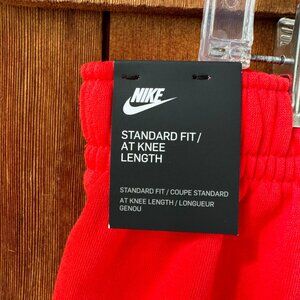 NIKE
STANDARD FIT /
AT KNEE
LENGTH
STANDARD FIT / COUPE STANDARD
AT KNEE LENGTH / LONGUEUR
GENOU